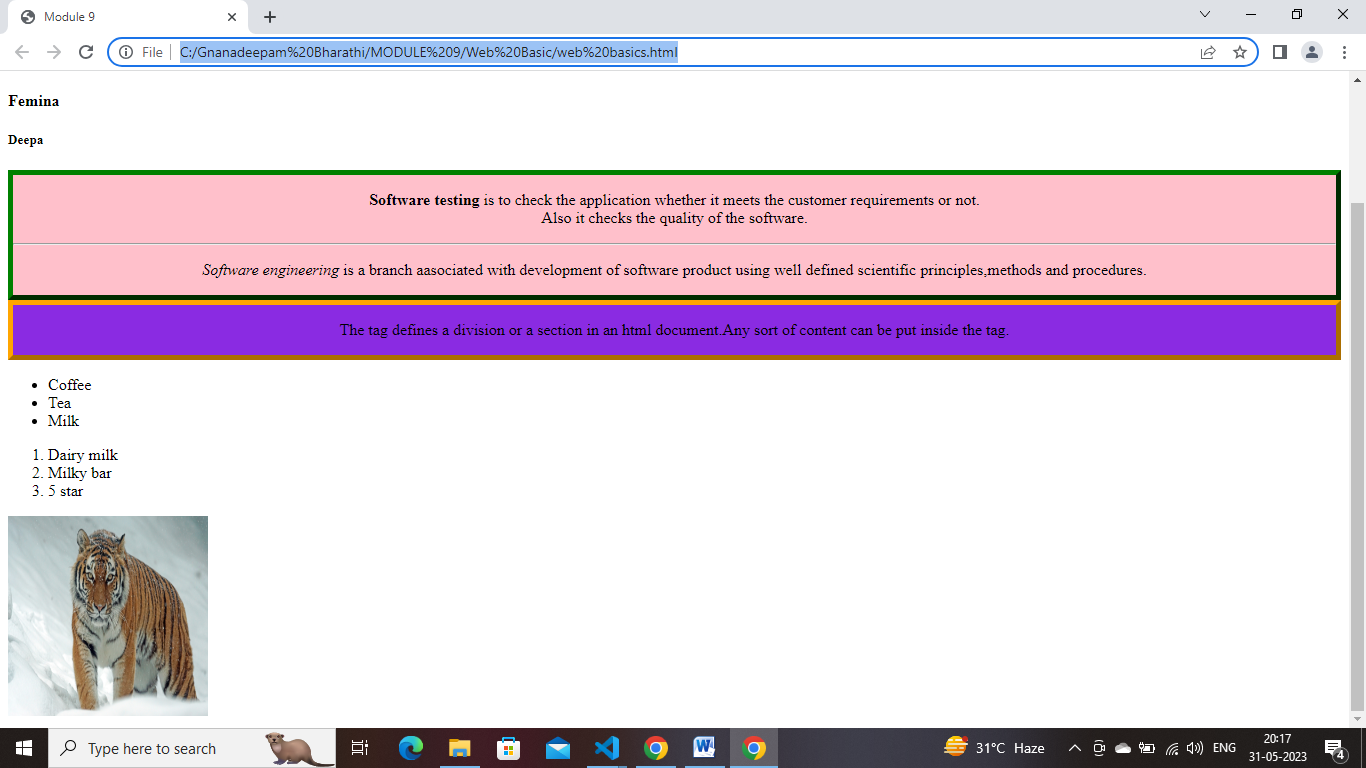 Module 9
File
C:/Gnanadeepam%20Bharathi/MODULE%209/Web%20Basic/web%20basics.html
Femina
Deepa
Software testing is to check the application whether it meets the customer requirements or not.
Also it checks the quality of the software.
Software engineering is a branch aasociated with development of software product using well defined scientific principles,methods and procedures.
The tag defines a division or a section in an html document.Any sort of content can be put inside the tag.
• Coffee
• Tea
• Milk
1. Dairy milk
2. Milky bar
3. 5 star
Type here to search
31°C Haze
ENG
20:17
31-05-2023
4